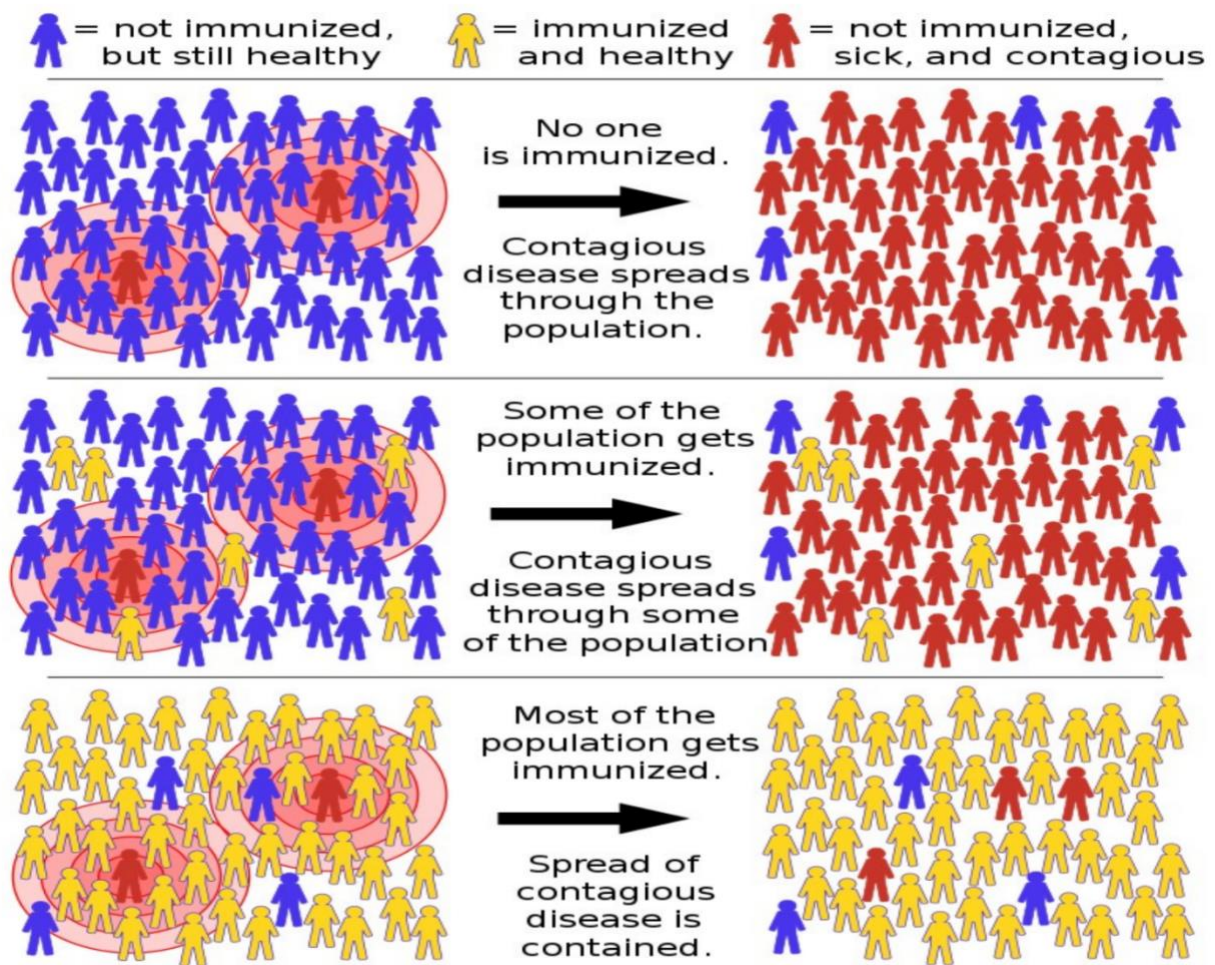 = not immunized,
but still healthy
= immunized
and healthy
= not immunized,
sick, and contagious
No one
is immunized.
Contagious
disease spreads
through the
population.
Some of the
population gets
immunized.
Contagious
disease spreads
through some
of the population
Most of the
population gets
immunized.
Spread of
contagious
disease is
contained.